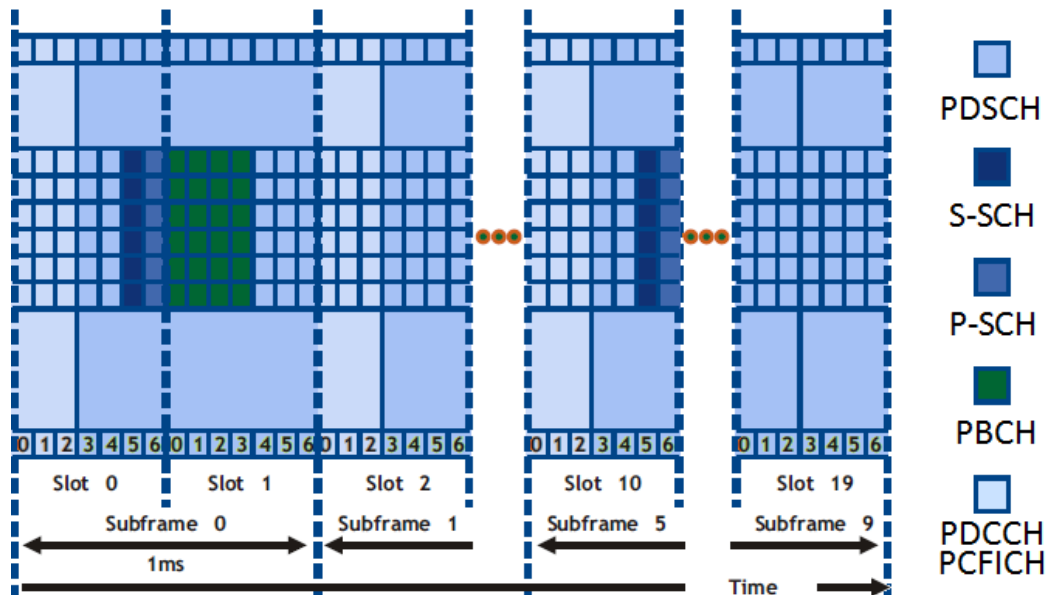 0 1 2 3 4 5 6 0 1 2 3 4 5 6 0 1 2 3 4 5 6 0 1 2 3 4 5 6 0 1 2 3 4 5 6
Slot 0 Slot 1 Slot 2 Slot 10 Slot 19
Subframe 0 Subframe 1 Subframe 5 Subframe 9
1ms
Time
PDSCH
S-SCH
P-SCH
PBCH
PDCCH
PCFICH